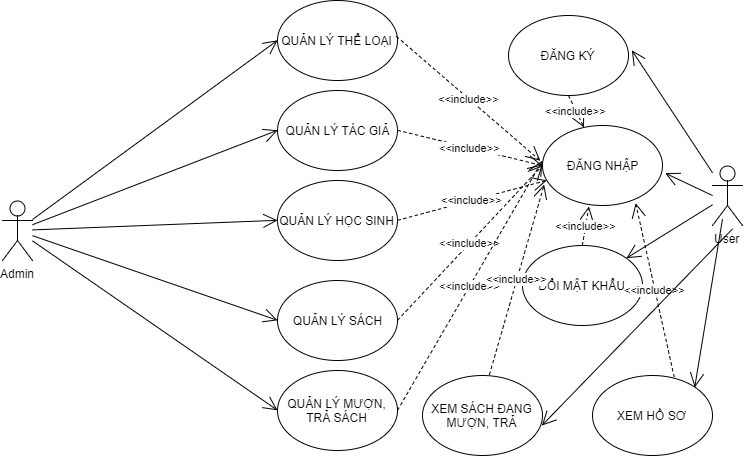 QUẢN LÝ THỂ LOẠI
ĐĂNG KÝ
<<include>>
<<include>>
QUẢN LÝ TÁC GIẢ
<<include>>
ĐĂNG NHẬP
<<include>>
QUẢN LÝ HỌC SINH
<<include>>
User
<<include>>
Admin
<<include>>
<<include>>
ĐỔI MẬT KHẨU
<<include>>
QUẢN LÝ SÁCH
QUẢN LÝ MƯỢN,
TRẢ SÁCH
XEM SÁCH ĐANG
MƯỢN, TRẢ
XEM HỒ SƠ